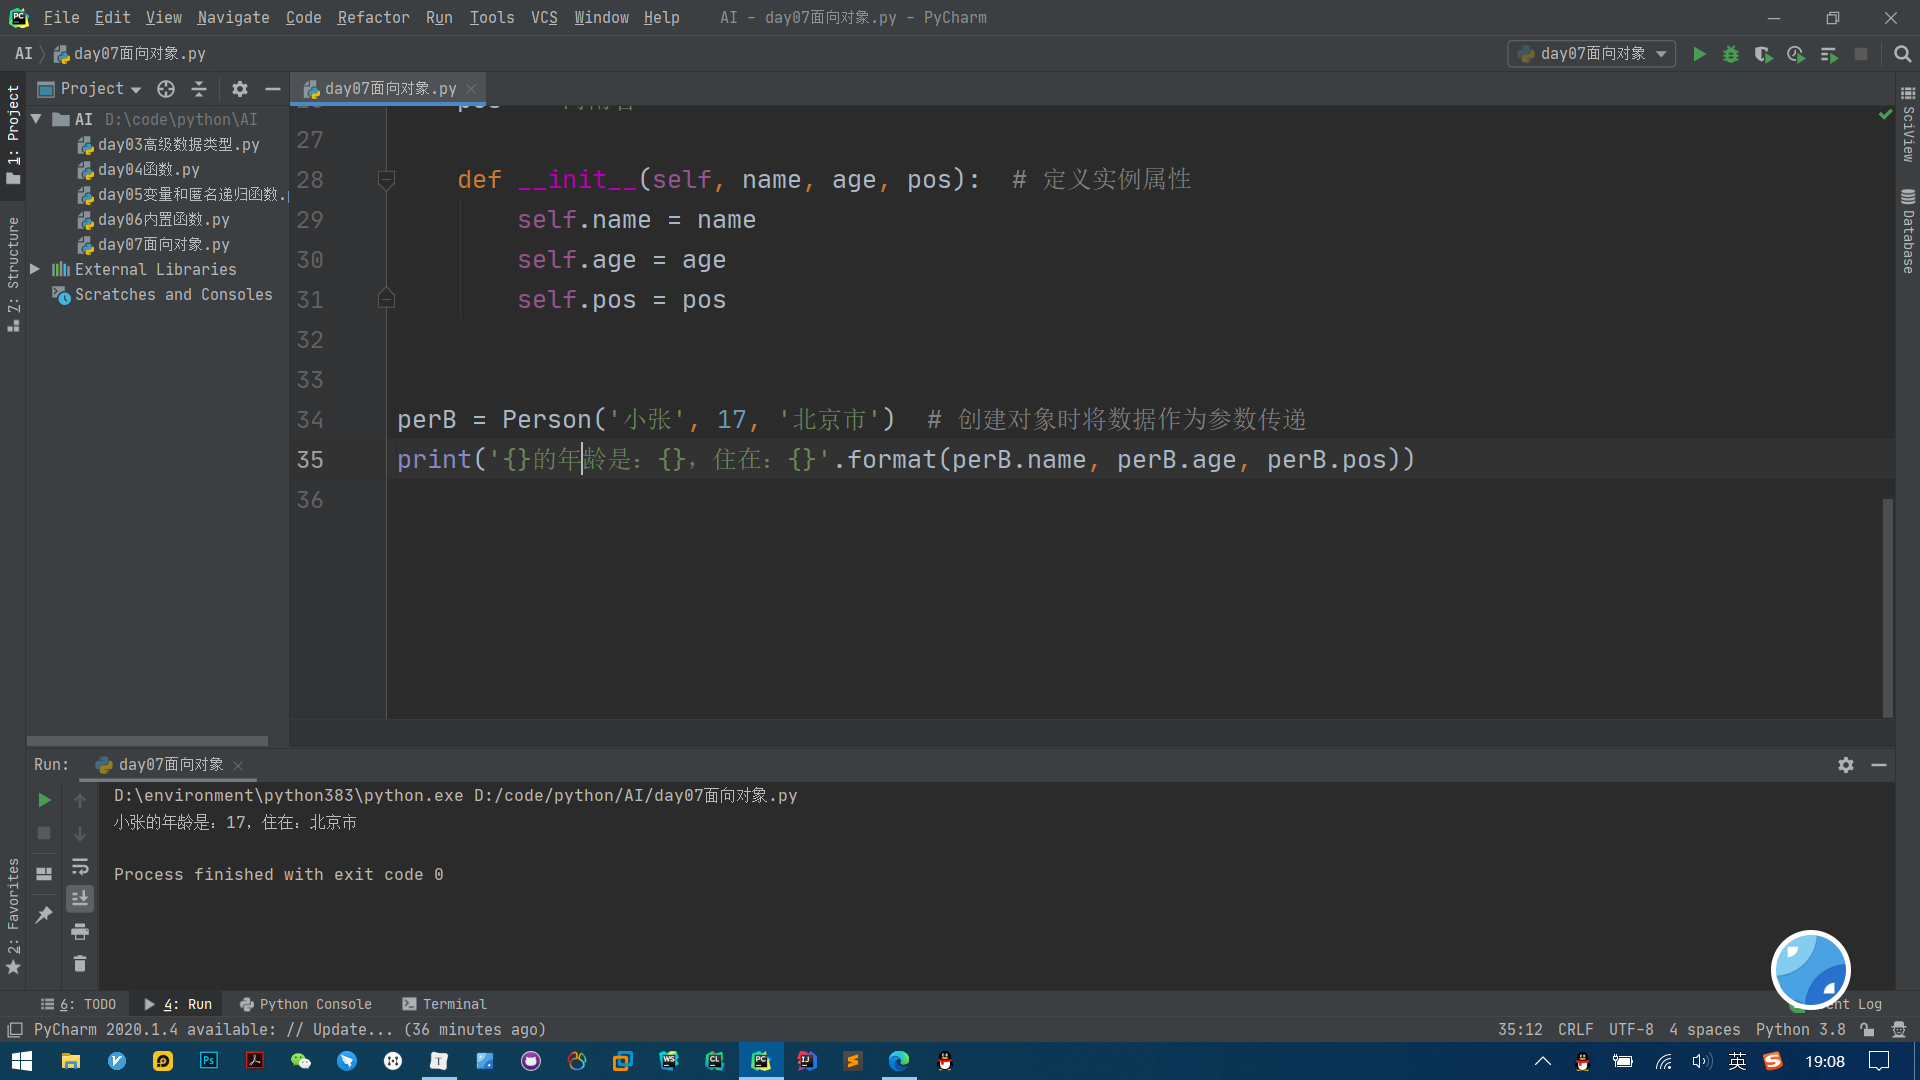 File Edit View Navigate Code Refactor Run Tools VCS Window Help AI - day07面向对象.py - PyCharm
AI day07面向对象.py
day07面向对象
1: Project
Z: Structure
2: Favorites
Project
AI D:\code\python\AI
day03高级数据类型.py
day04函数.py
day05变量和匿名递归函数.
day06内置函数.py
day07面向对象.py
External Libraries
Scratches and Consoles
day07面向对象.py
27
28 def __init__(self, name, age, pos):  # 定义实例属性
29 self.name = name
30 self.age = age
31 self.pos = pos
32
33
34 perB = Person('小张', 17, '北京市')  # 创建对象时将数据作为参数传递
35 print('{}的年龄是：{}，住在：{}'.format(perB.name, perB.age, perB.pos))
36
SciView
Database
Run: day07面向对象
D:\environment\python383\python.exe D:/code/python/AI/day07面向对象.py
小张的年龄是：17，住在：北京市
Process finished with exit code 0
6: TODO 4: Run Python Console Terminal Log
PyCharm 2020.1.4 available: // Update... (36 minutes ago)
35:12 CRLF UTF-8 4 spaces Python 3.8
英 19:08